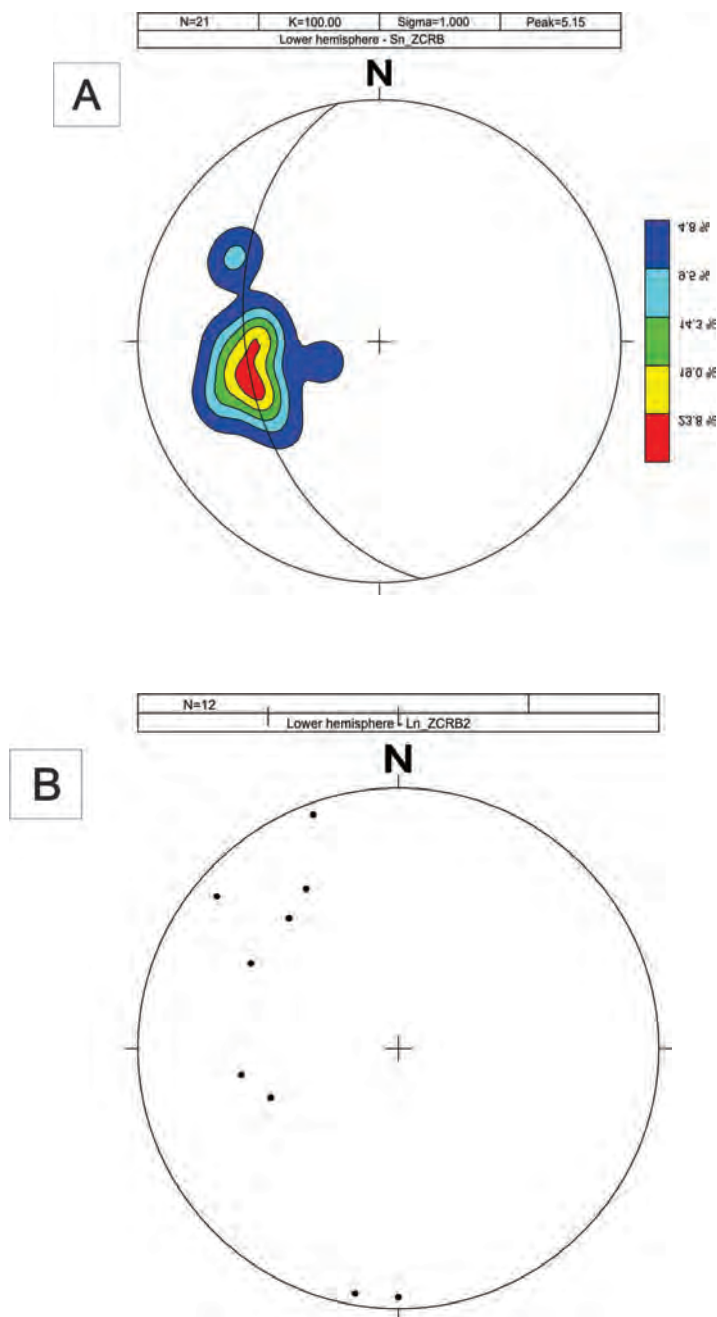 N=21 K=100.00 Sigma=1.000 Peak=5.15
Lower hemisphere - Sn_ZCRB
N
A
4.8 %
9.5 %
14.3 %
19.0 %
23.8 %
N=12
Lower hemisphere - Ln_ZCRB2
N
B